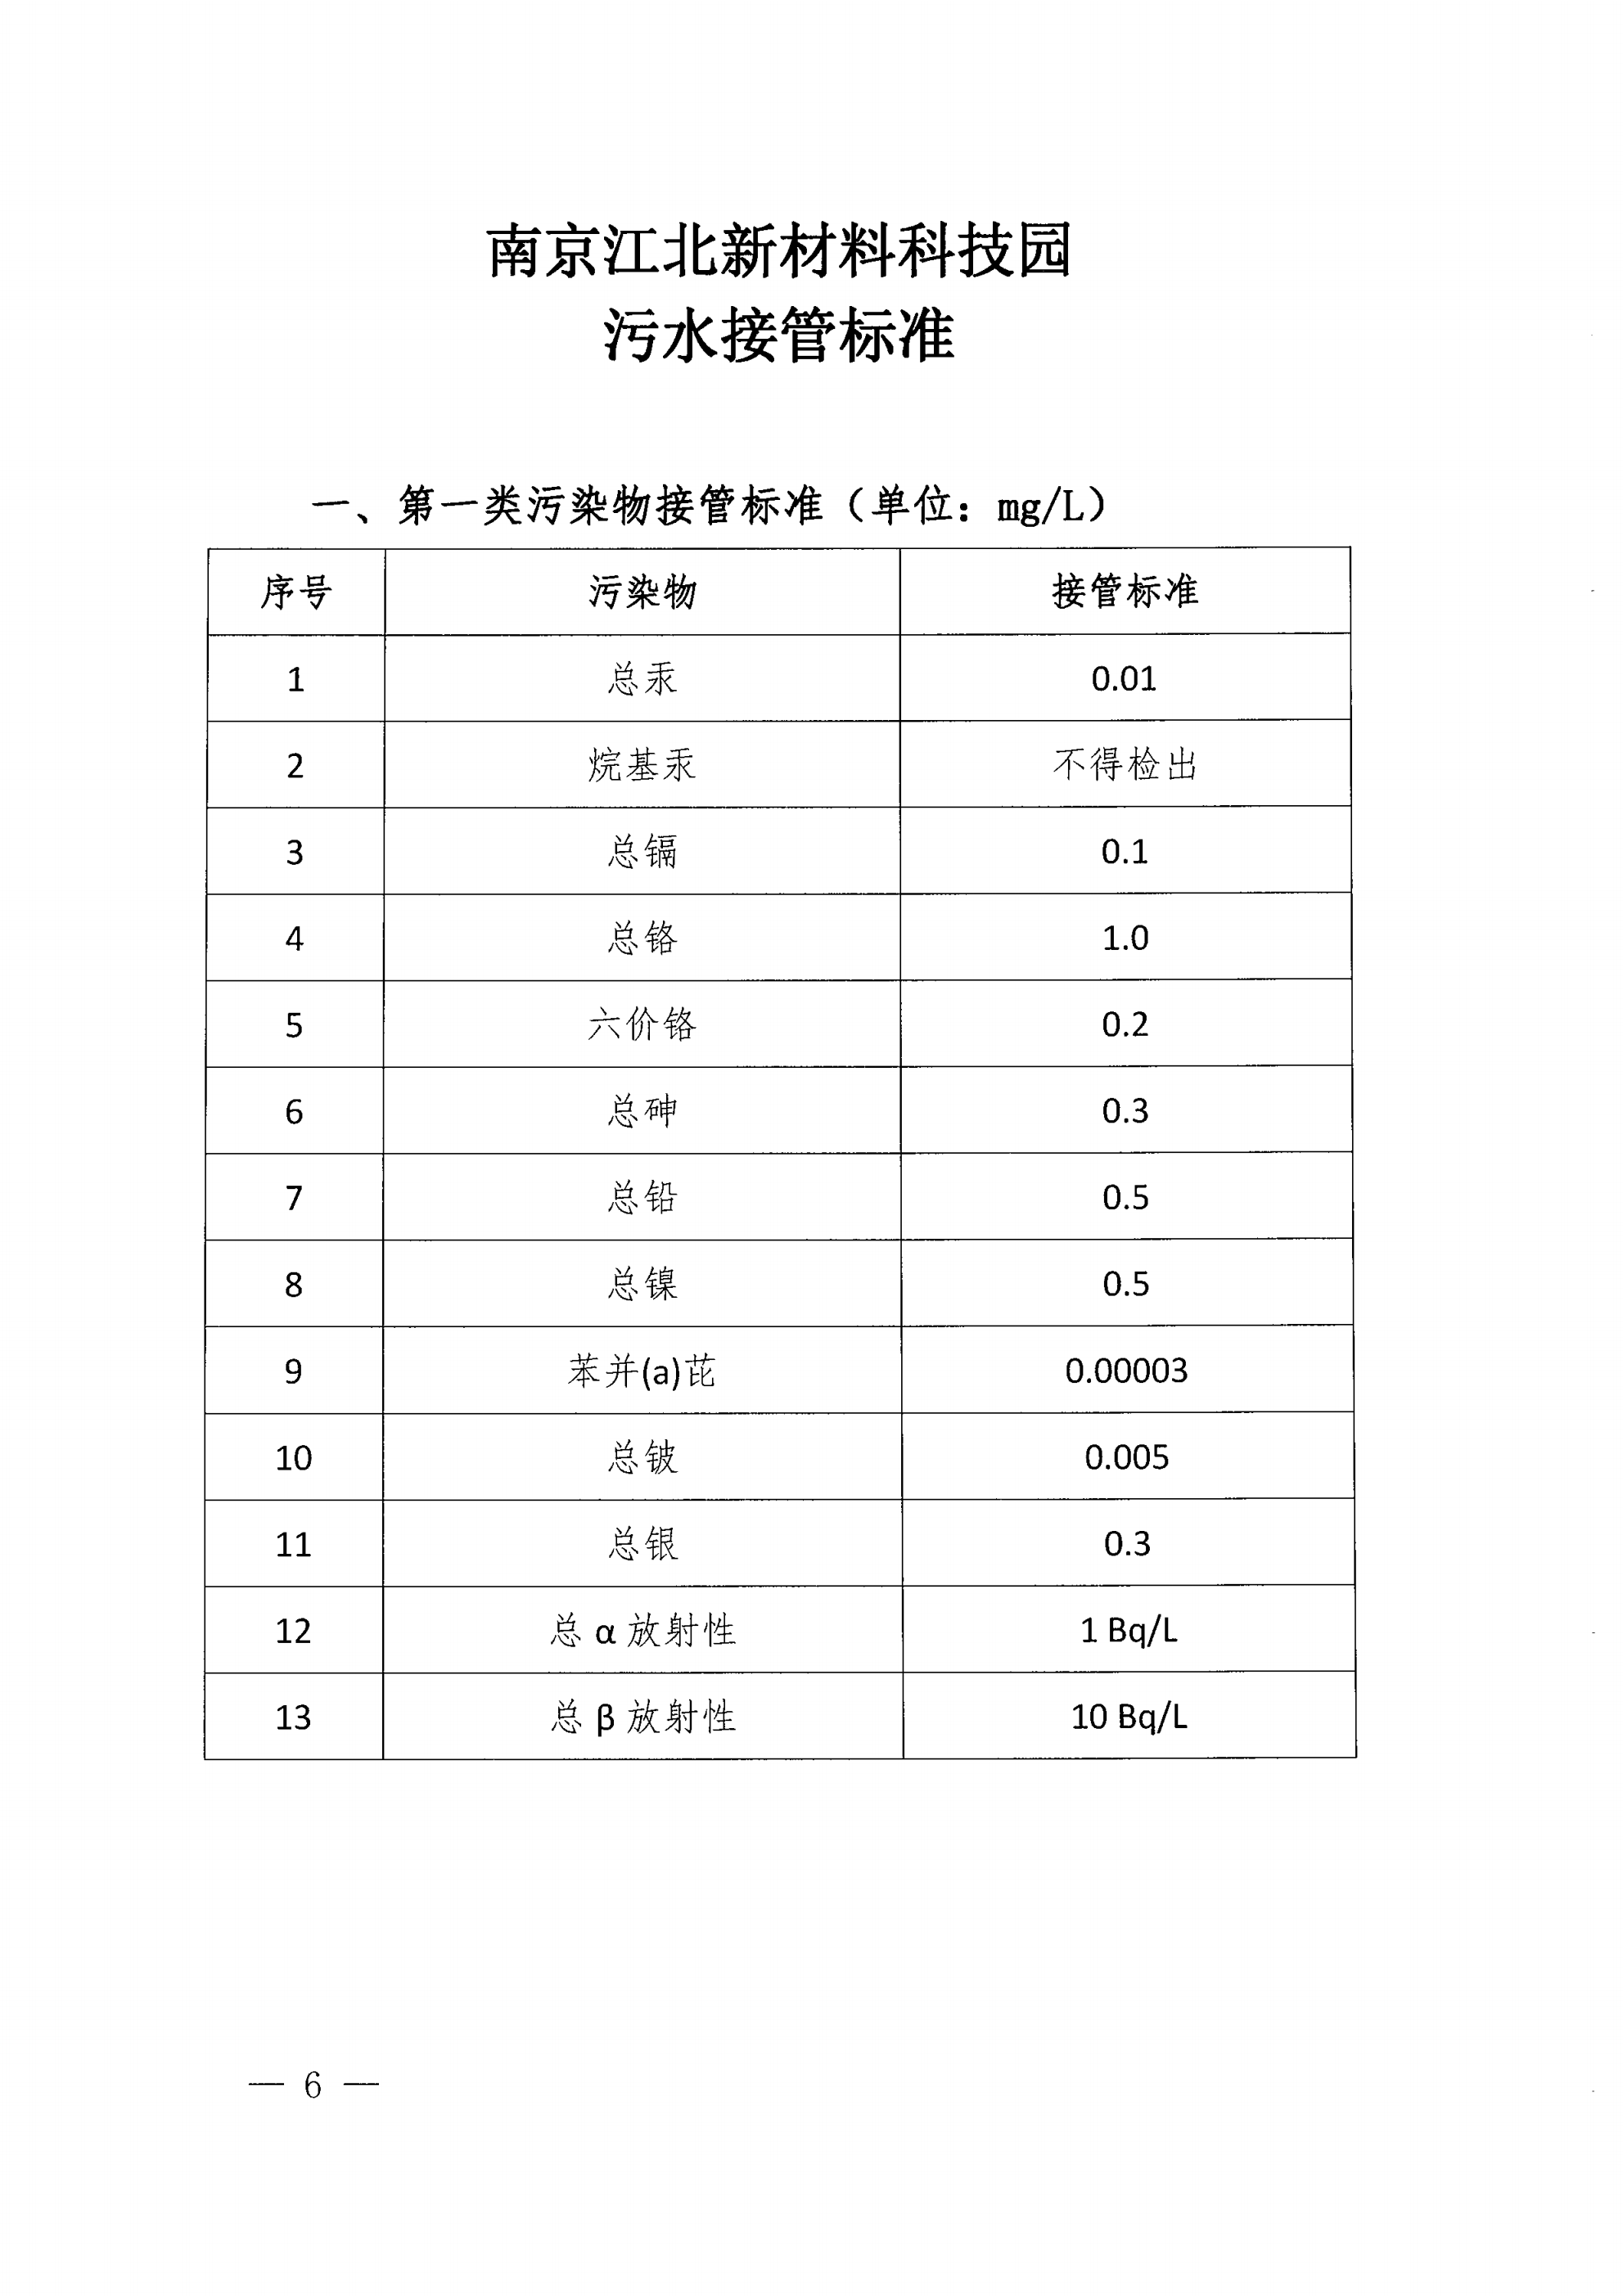 南京江北新材料科技园
污水接管标准
一、第一类污染物接管标准（单位：mg/L）
序号 污染物 接管标准
1 总汞 0.01
2 烷基汞 不得检出
3 总镉 0.1
4 总铬 1.0
5 六价铬 0.2
6 总砷 0.3
7 总铅 0.5
8 总镍 0.5
9 苯并(a)芘 0.00003
10 总铍 0.005
11 总银 0.3
12 总 α 放射性 1 Bq/L
13 总 β 放射性 10 Bq/L
— 6 —